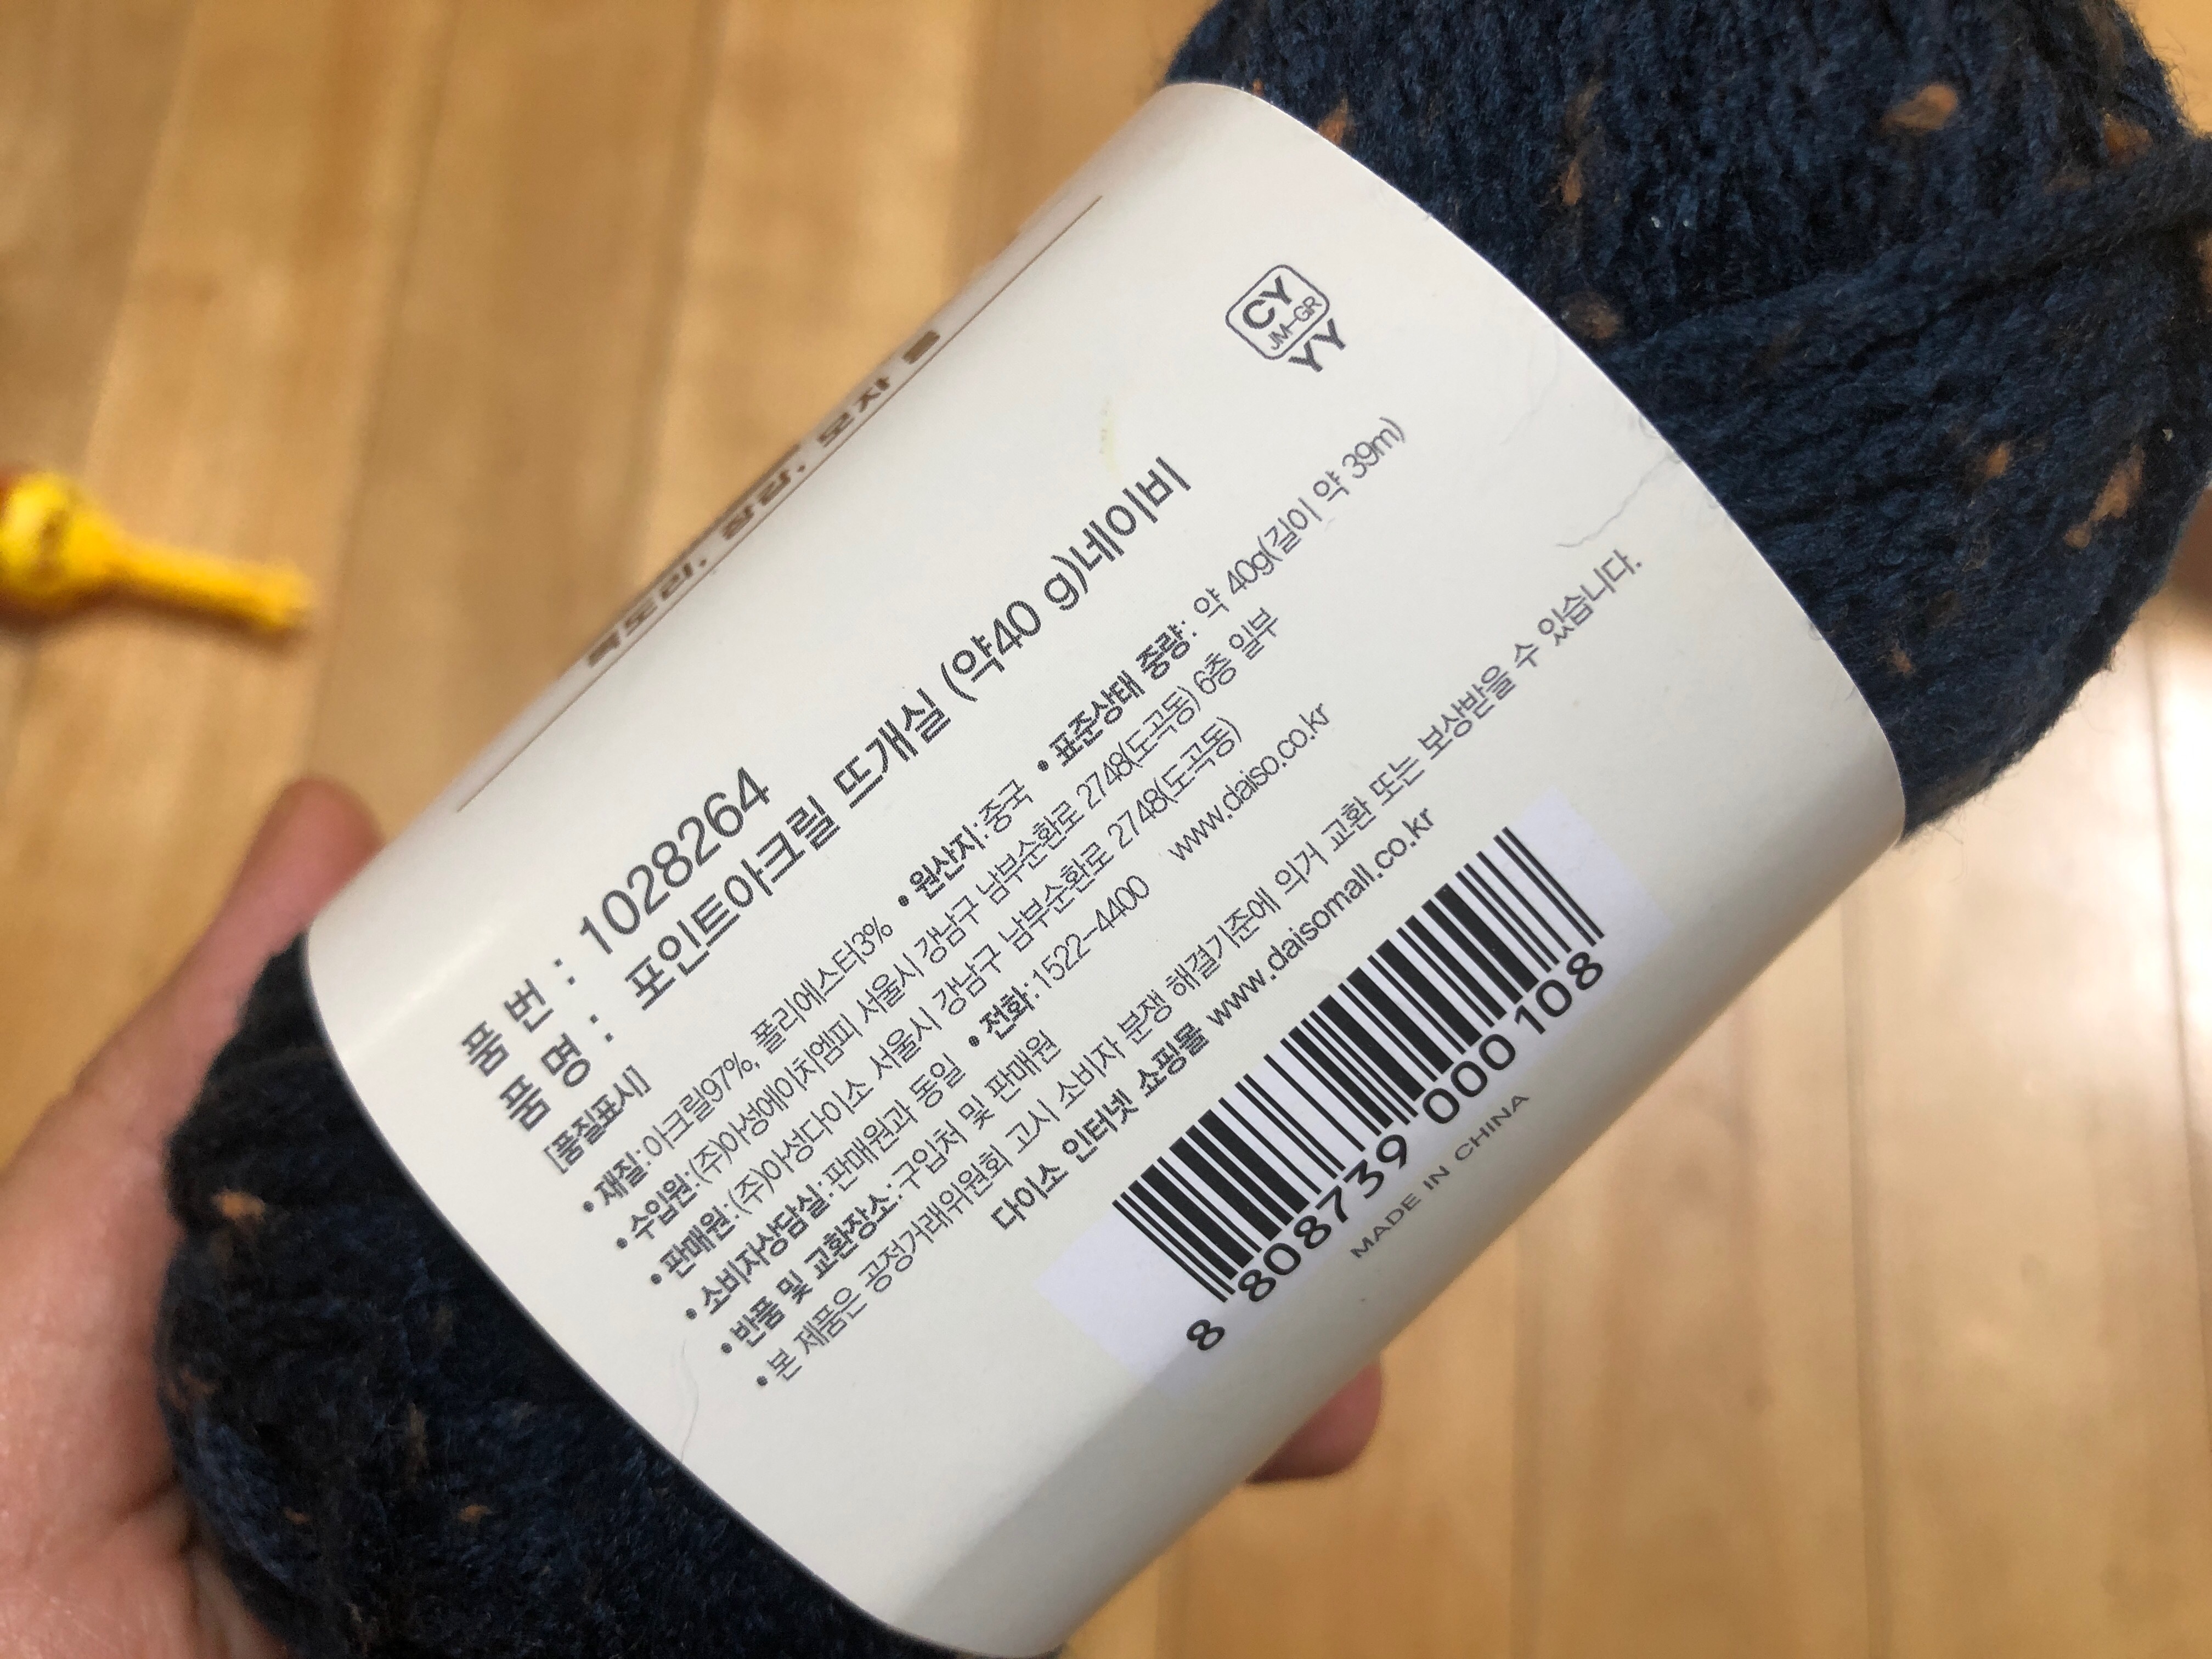 목도리, 장갑, 모자 등
CY
JM-GR
YY
품 번 : 1028264
품 명 : 포인트아크릴 뜨개실 (약40 g)네이비
[품질표시]
• 재질:아크릴97%, 폴리에스터3% • 원산지:중국 • 표준상태 중량: 약 40g(길이 약 39m)
• 수입원:(주)아성에이치엠피 서울시 강남구 남부순환로 2748(도곡동) 6층 일부
• 판매원:(주)아성다이소 서울시 강남구 남부순환로 2748(도곡동)
• 소비자상담실:판매원과 동일 • 전화:1522-4400 www.daiso.co.kr
• 반품 및 교환장소:구입처 및 판매원
• 본 제품은 공정거래위원회 고시 소비자 분쟁 해결기준에 의거 교환 또는 보상받을 수 있습니다.
다이소 인터넷 쇼핑몰 www.daisomall.co.kr
8 808739 000108
MADE IN CHINA